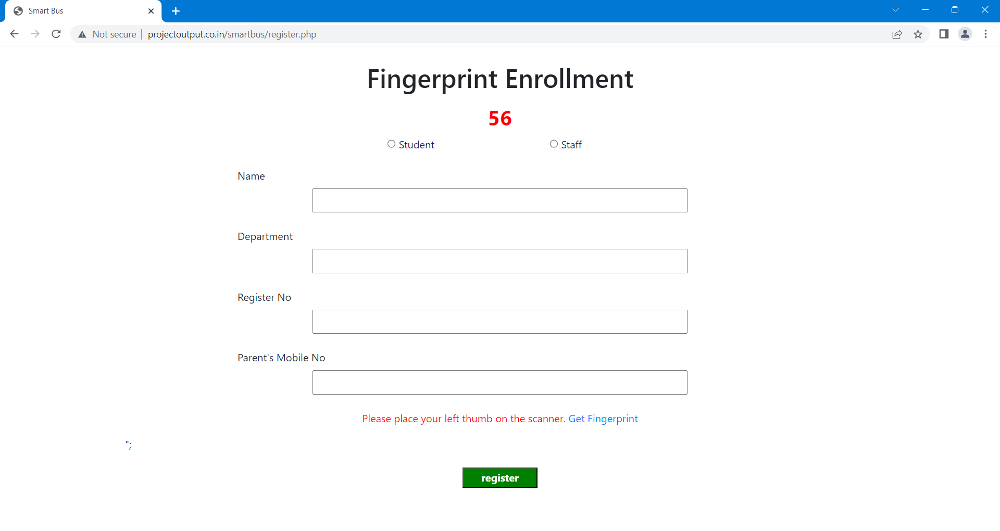 Smart Bus
Not secure | projectoutput.co.in/smartbus/register.php
Fingerprint Enrollment
56
Student Staff
Name
Department
Register No
Parent's Mobile No
Please place your left thumb on the scanner. Get Fingerprint
";
register